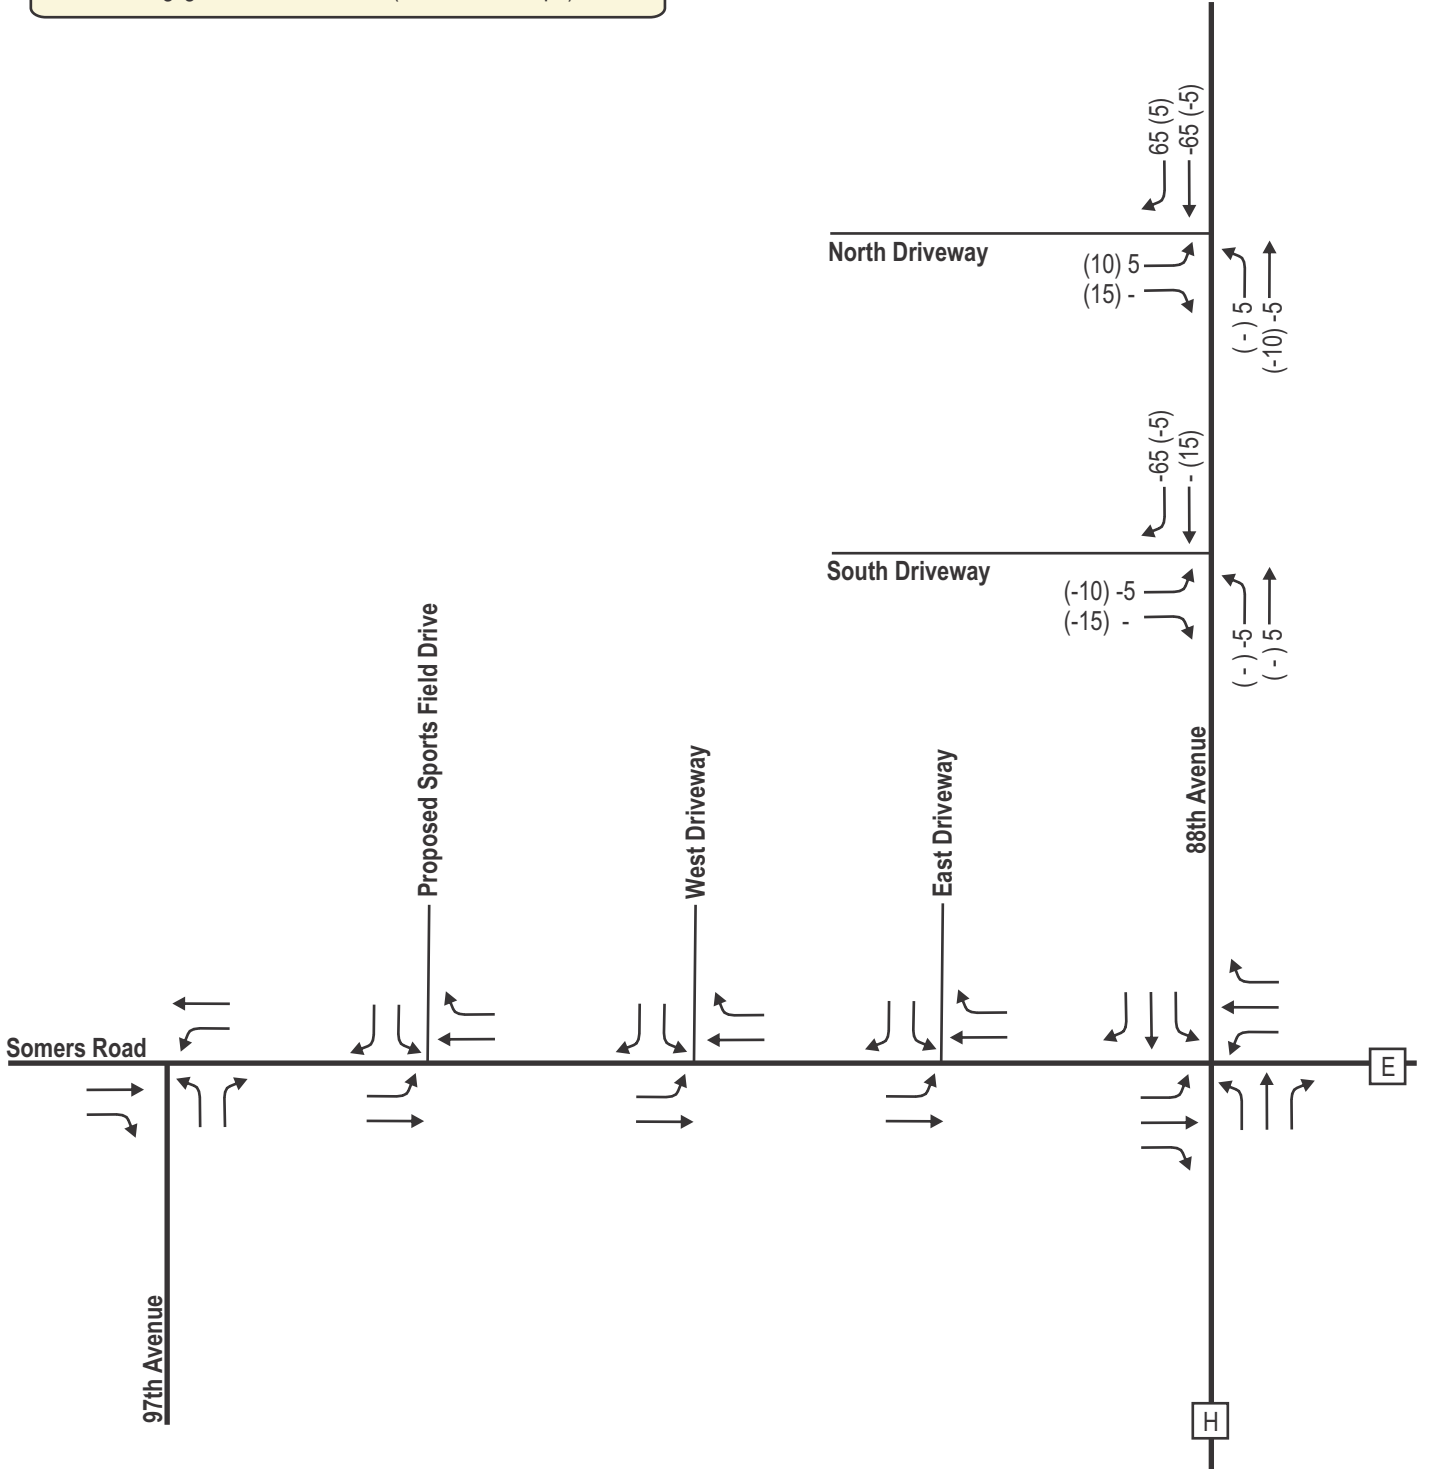 65 (5)
-65 (-5)
North Driveway
(10) 5
(15) -
( - ) 5
(-10) -5
-65 (-5)
- (15)
South Driveway
(-10) -5
(-15) -
( - ) -5
( - ) 5
Proposed Sports Field Drive
West Driveway
East Driveway
88th Avenue
Somers Road
E
97th Avenue
H